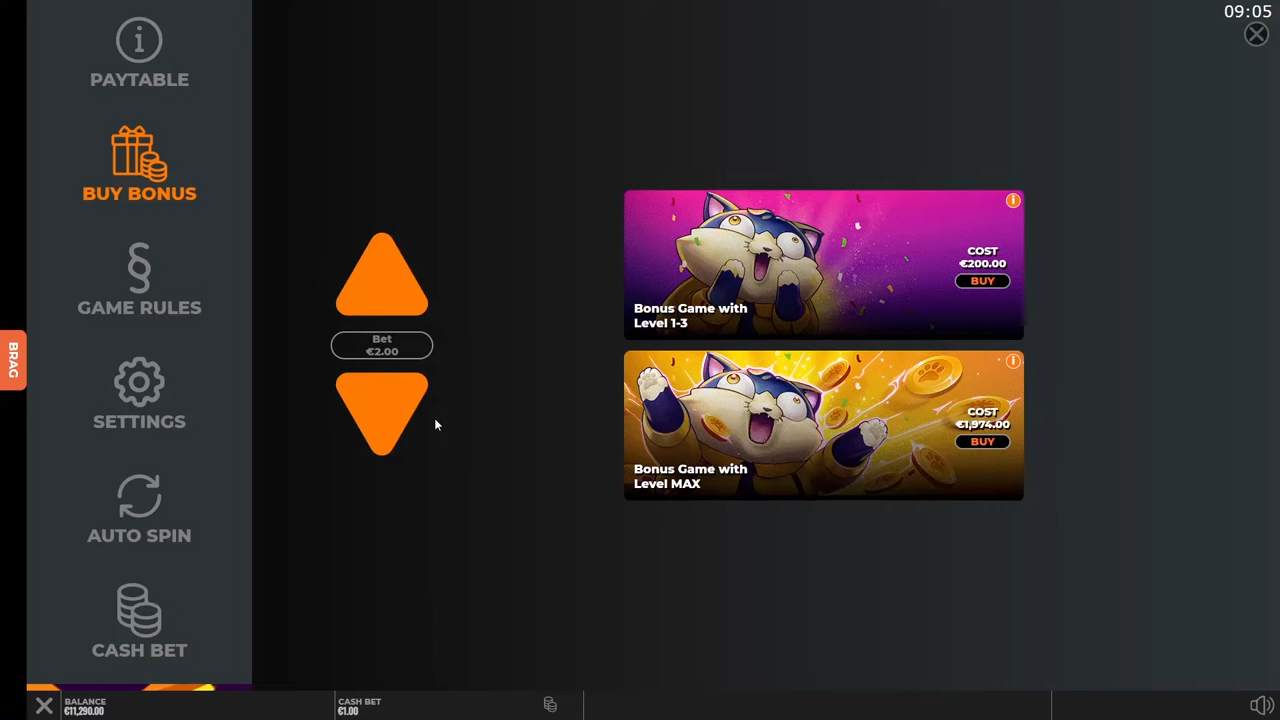 09:05
PAYTABLE
BUY BONUS
GAME RULES
SETTINGS
AUTO SPIN
CASH BET
BRAG
Bet
€2.00
COST
€200.00
BUY
Bonus Game with
Level 1-3
COST
€1,974.00
BUY
Bonus Game with
Level MAX
BALANCE
€11,290.00
CASH BET
€1.00